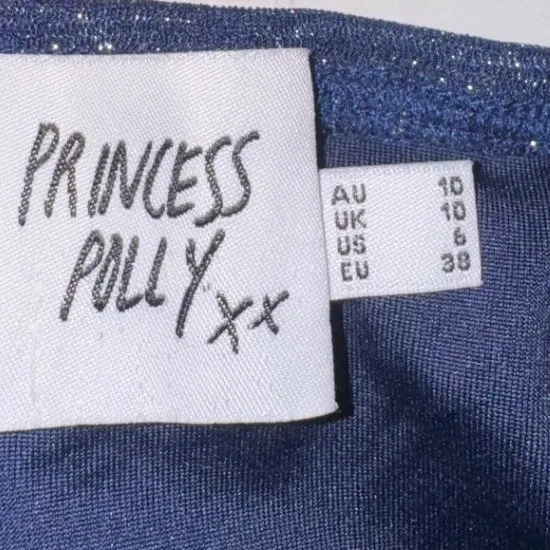 PRINCESS
POLLY xx
AU 10
UK 10
US 6
EU 38